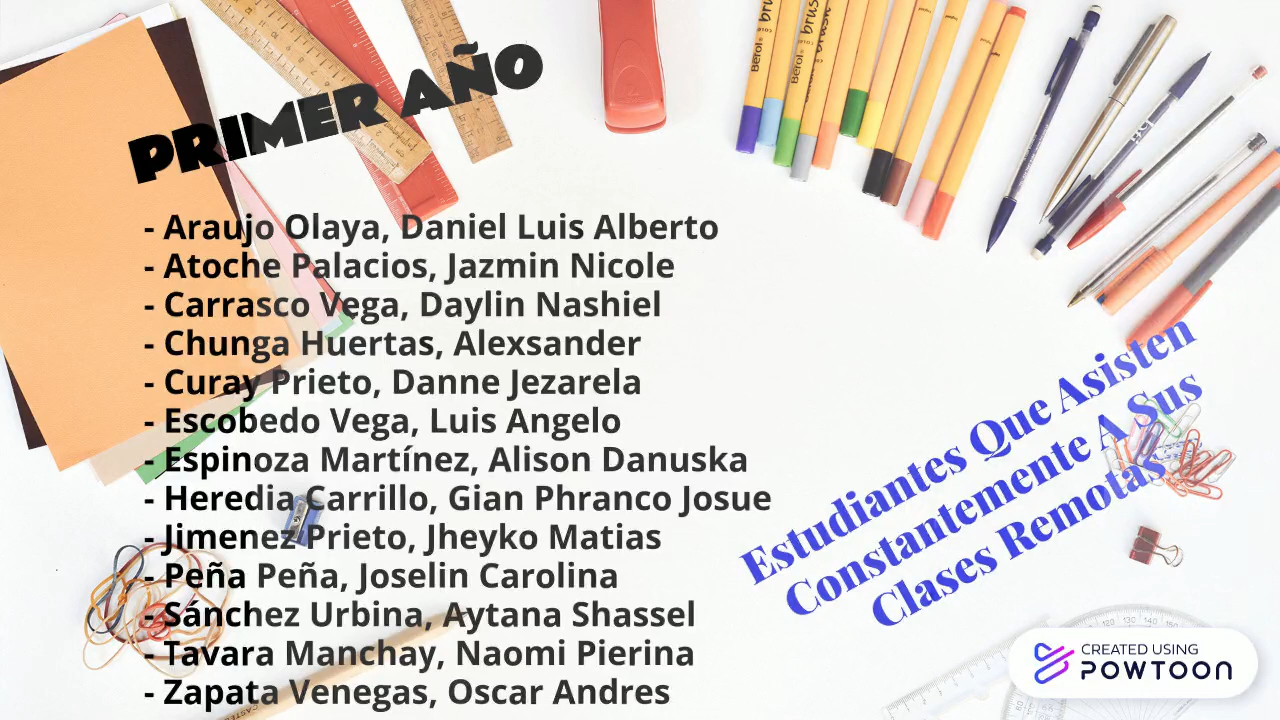 PRIMER AÑO
- Araujo Olaya, Daniel Luis Alberto
- Atoche Palacios, Jazmin Nicole
- Carrasco Vega, Daylin Nashiel
- Chunga Huertas, Alexsander
- Curay Prieto, Danne Jezarela
- Escobedo Vega, Luis Angelo
- Espinoza Martínez, Alison Danuska
- Heredia Carrillo, Gian Phranco Josue
- Jimenez Prieto, Jheyko Matias
- Peña Peña, Joselin Carolina
- Sánchez Urbina, Aytana Shassel
- Tavara Manchay, Naomi Pierina
- Zapata Venegas, Oscar Andres
Estudiantes Que Asisten
Constantemente A Sus
Clases Remotas
CREATED USING
POWTOON